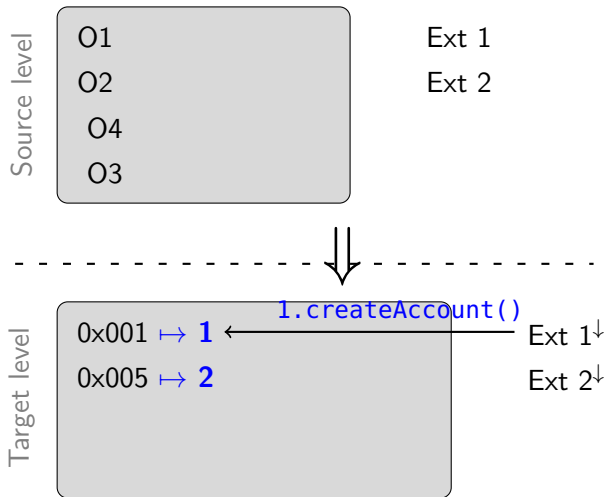 Source level
O1
O2
O4
O3
Ext 1
Ext 2
Target level
1.createAccount()
0x001 ↦ 1
0x005 ↦ 2
Ext 1↓
Ext 2↓